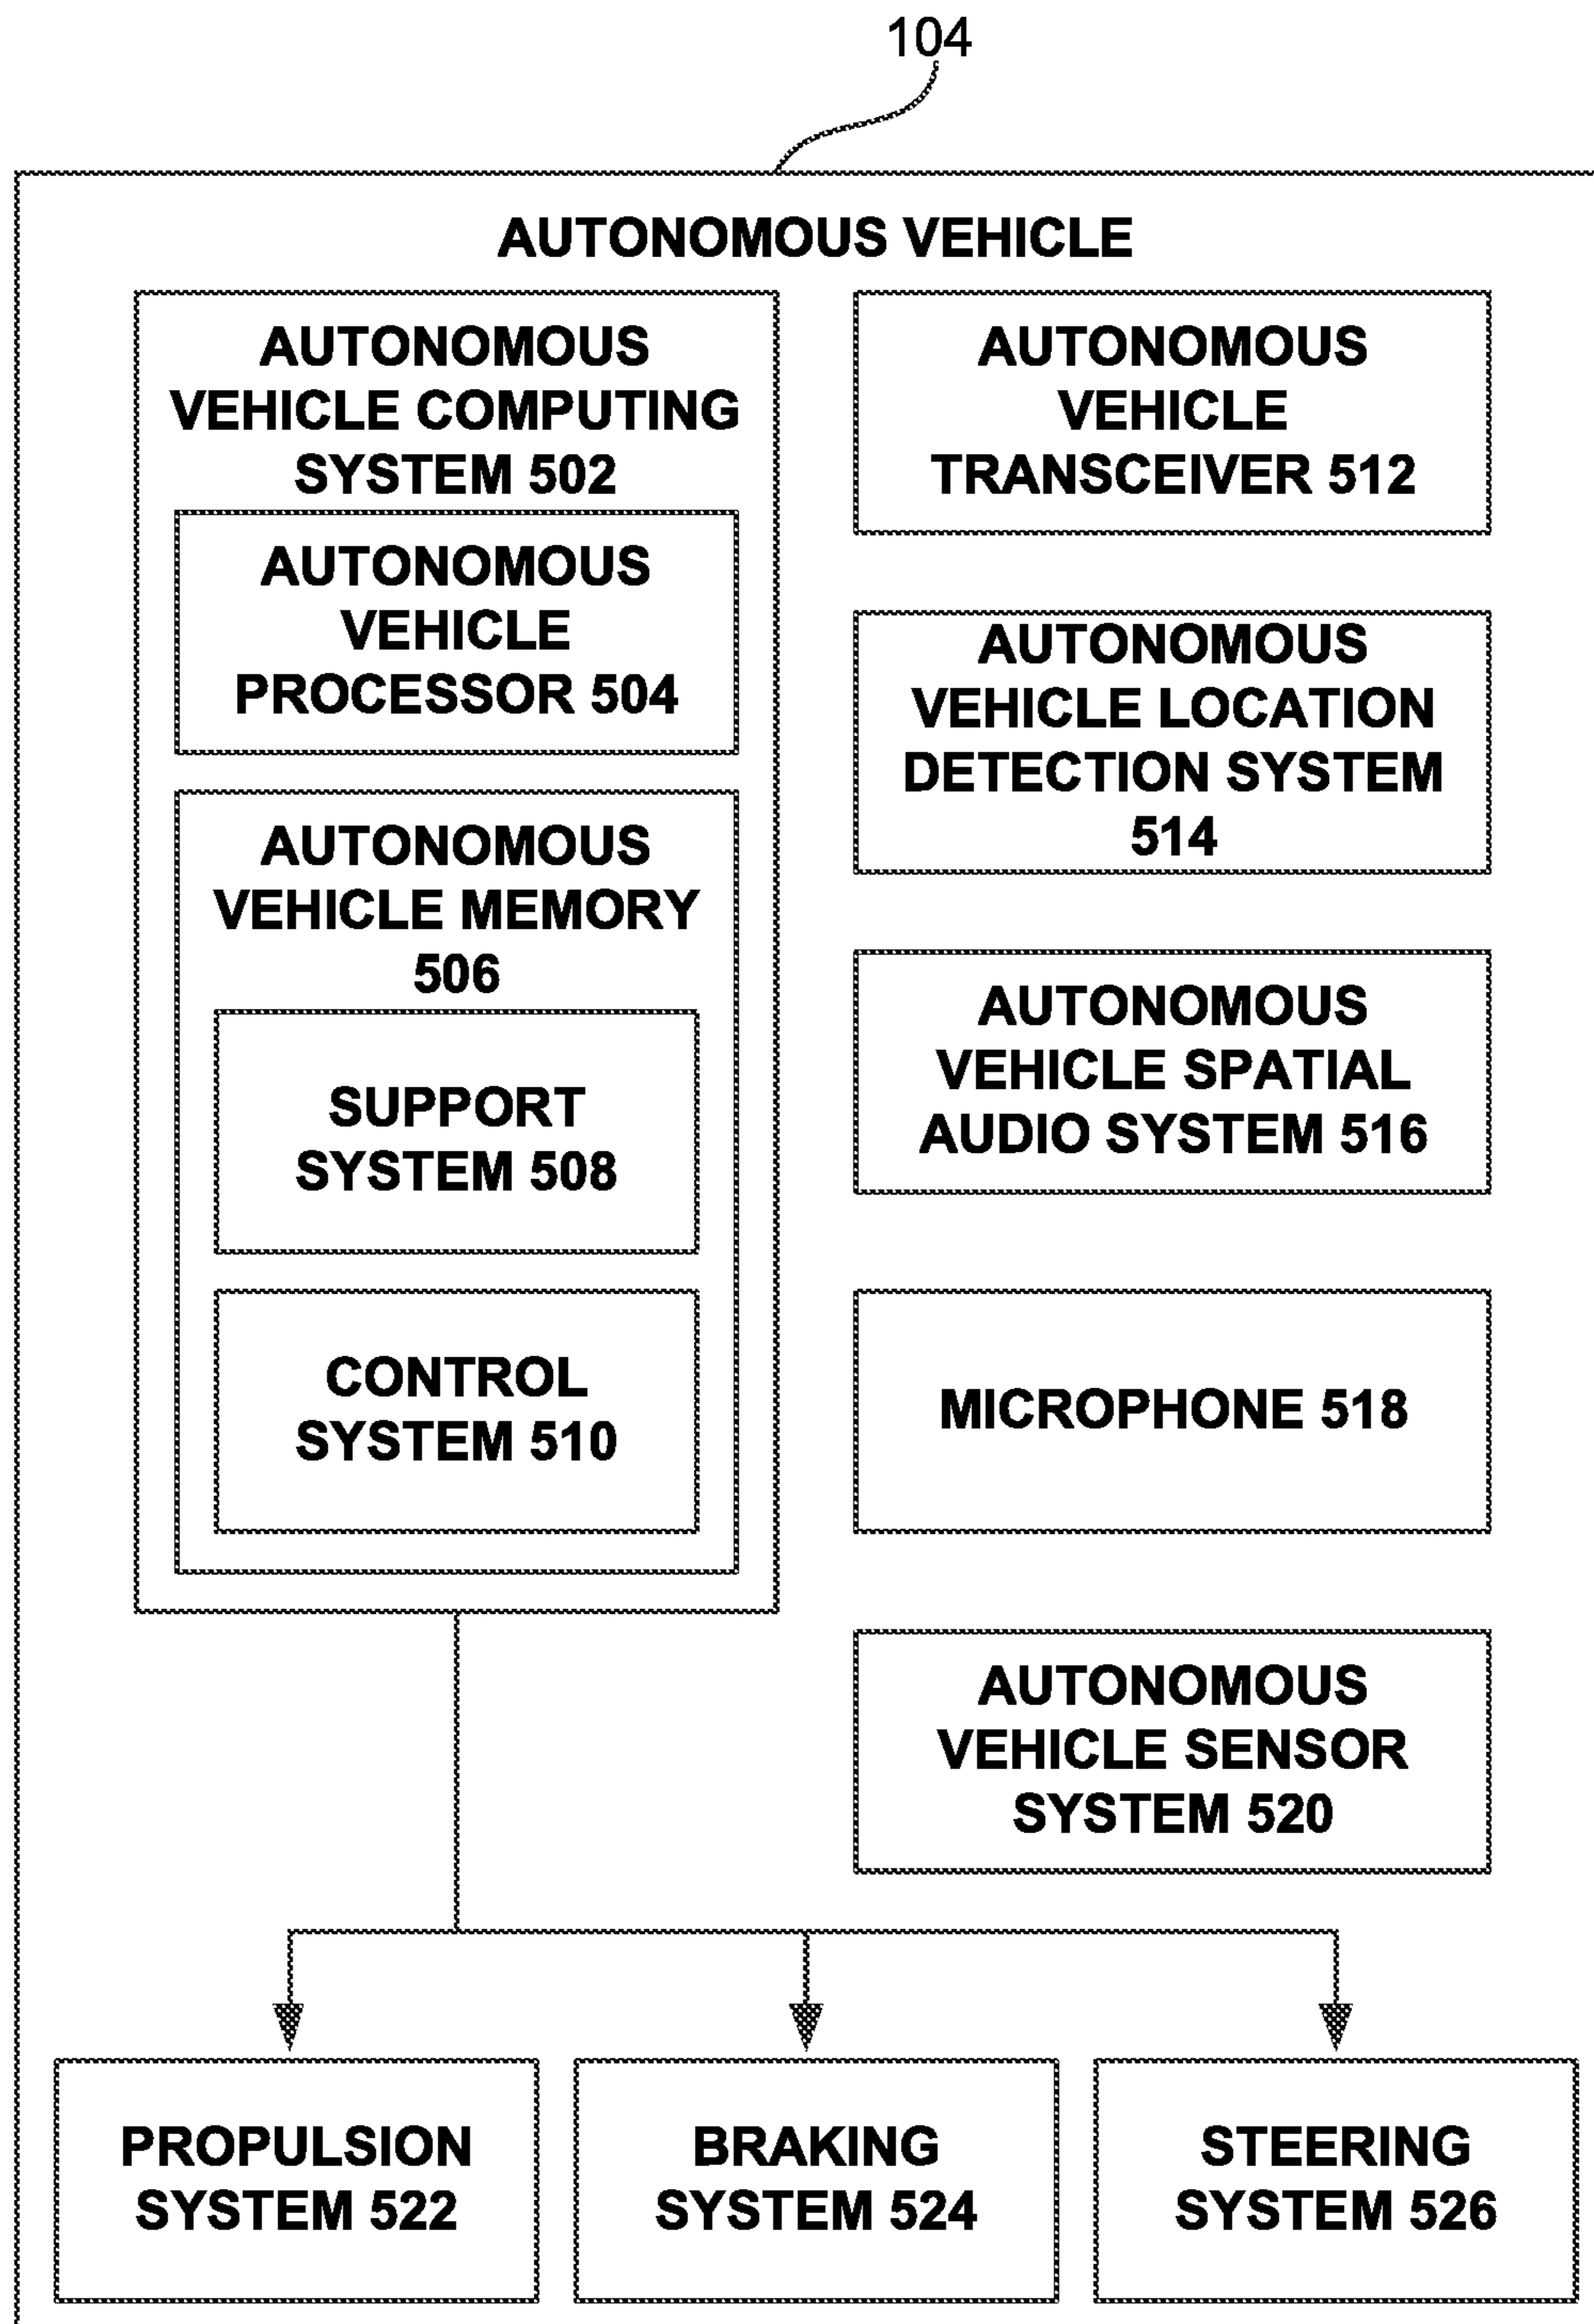 104
AUTONOMOUS VEHICLE
AUTONOMOUS
VEHICLE COMPUTING
SYSTEM 502
AUTONOMOUS
VEHICLE
PROCESSOR 504
AUTONOMOUS
VEHICLE MEMORY
506
SUPPORT
SYSTEM 508
CONTROL
SYSTEM 510
AUTONOMOUS
VEHICLE
TRANSCEIVER 512
AUTONOMOUS
VEHICLE LOCATION
DETECTION SYSTEM
514
AUTONOMOUS
VEHICLE SPATIAL
AUDIO SYSTEM 516
MICROPHONE 518
AUTONOMOUS
VEHICLE SENSOR
SYSTEM 520
PROPULSION
SYSTEM 522
BRAKING
SYSTEM 524
STEERING
SYSTEM 526